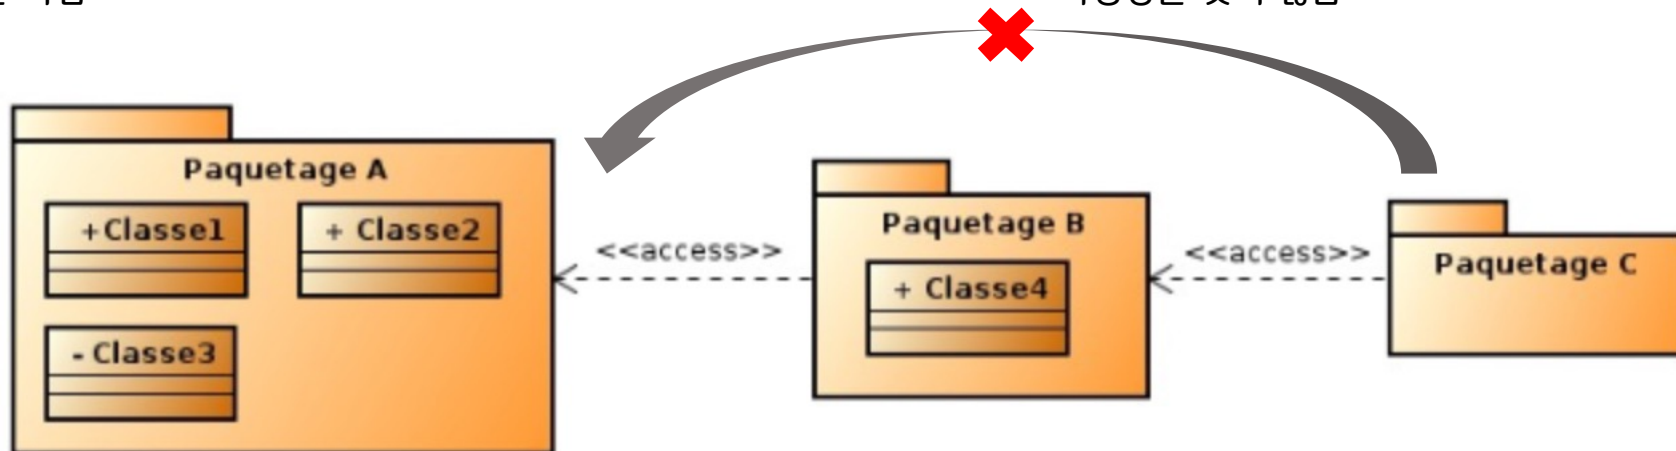 Paquetage A
+Classe1
+ Classe2
- Classe3
<<access>>
Paquetage B
+ Classe4
<<access>>
Paquetage C